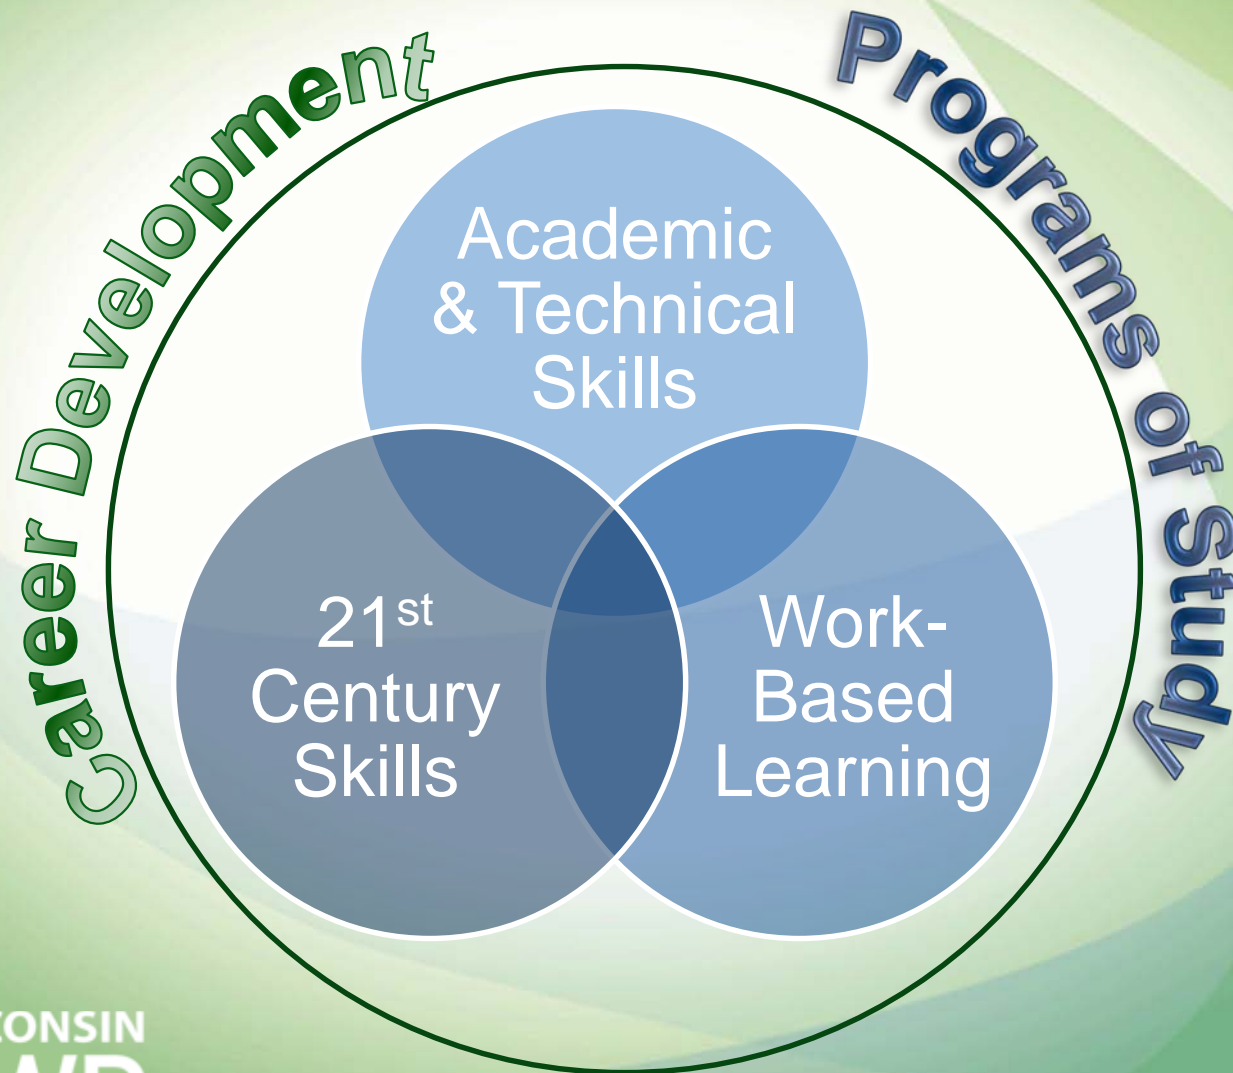 Career Development
Programs of Study
Academic
& Technical
Skills
21st
Century
Skills
Work-
Based
Learning
CONSIN